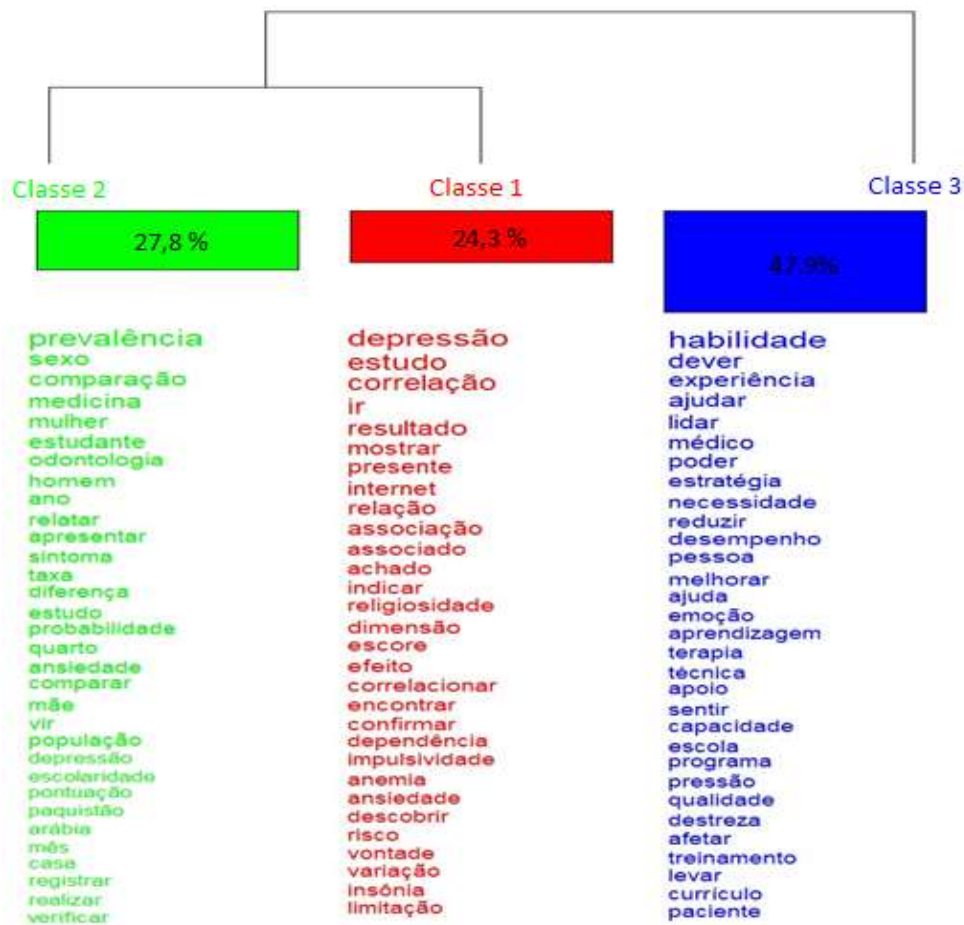 Classe 2
27,8 %
prevalência
sexo
comparação
medicina
mulher
estudante
odontologia
homem
ano
relatar
apresentar
sintoma
taxa
diferença
estudo
probabilidade
quarto
ansiedade
comparar
mãe
vir
população
depressão
escolaridade
pontuação
paquistão
arábia
mês
casa
registrar
realizar
verificar
Classe 1
24,3 %
depressão
estudo
correlação
ir
resultado
mostrar
presente
internet
relação
associação
associado
achado
indicar
religiosidade
dimensão
escore
efeito
correlacionar
encontrar
confirmar
dependência
impulsividade
anemia
ansiedade
descobrir
risco
vontade
variação
insônia
limitação
Classe 3
47.9%
habilidade
dever
experiência
ajudar
lidar
médico
poder
estratégia
necessidade
reduzir
desempenho
pessoa
melhorar
ajuda
emoção
aprendizagem
terapia
técnica
apoio
sentir
capacidade
escola
programa
pressão
qualidade
destreza
afetar
treinamento
levar
currículo
paciente